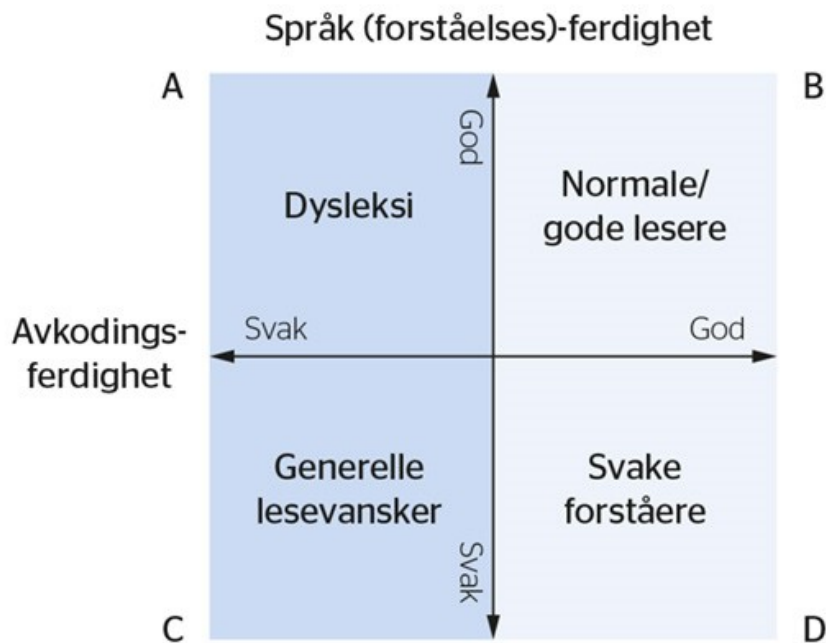 Språk (forståelses)-ferdighet
A
B
God
Dysleksi
Normale/
gode lesere
Avkodings-
ferdighet
Svak
God
Generelle
lesevansker
Svake
forståere
Svak
C
D